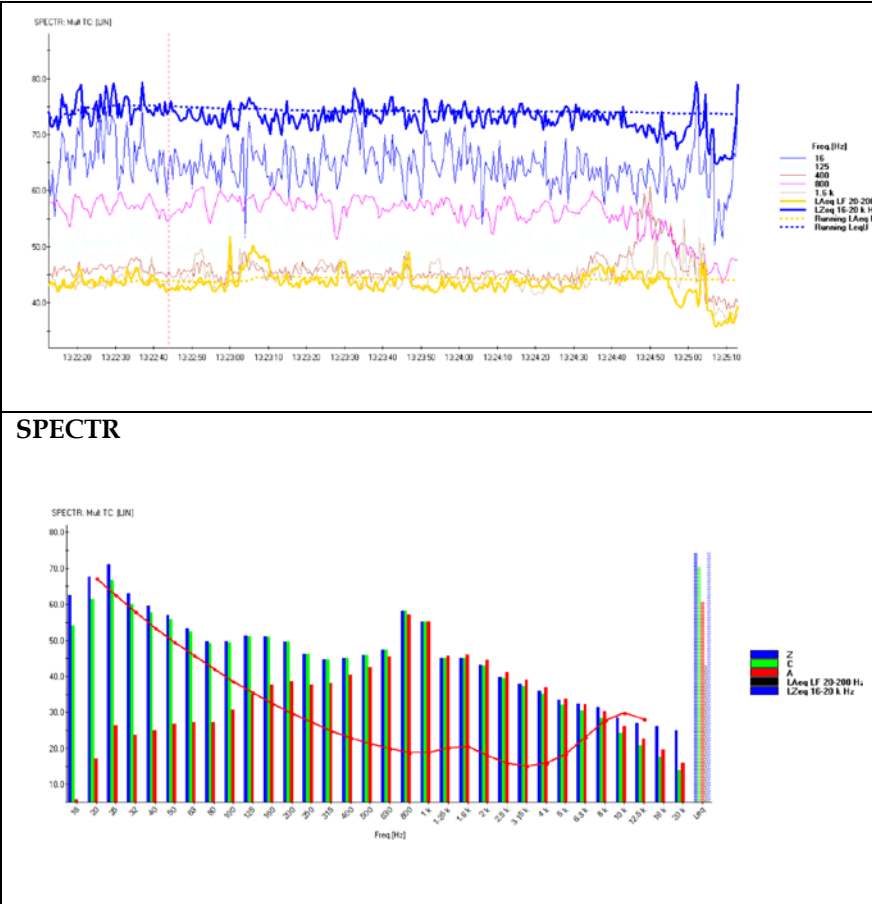 SPECTR: Mult TC: [LIN]
80.0
70.0
60.0
50.0
40.0
13:22:20 13:22:30 13:22:40 13:22:50 13:23:00 13:23:10 13:23:20 13:23:30 13:23:40 13:23:50 13:24:00 13:24:10 13:24:20 13:24:30 13:24:40 13:24:50 13:25:00 13:25:10
Freq.[Hz]
16
125
400
800
1.6 k
LAeq LF 20-200
LZeq 16-20 k H
Running LAeq
Running LeqU
SPECTR
SPECTR: Mult TC: [LIN]
80.0
70.0
60.0
50.0
40.0
30.0
20.0
10.0
16 20 25 32 40 50 63 80 100 125 160 200 250 315 400 500 630 800 1 k 1.25 k 1.6 k 2 k 2.5 k 3.15 k 4 k 5 k 6.3 k 8 k 10 k 12.5 k 16 k 20 k Leq
Freq.[Hz]
Z
C
A
LAeq LF 20-200 Hz
LZeq 16-20 k Hz